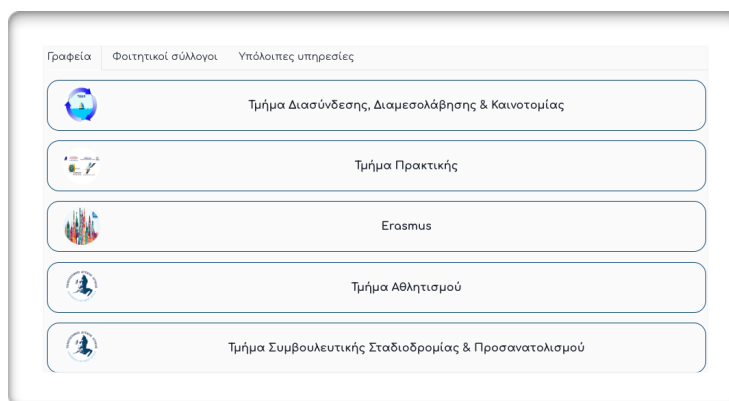 Γραφεία Φοιτητικοί σύλλογοι Υπόλοιπες υπηρεσίες
Τμήμα Διασύνδεσης, Διαμεσολάβησης & Καινοτομίας
Τμήμα Πρακτικής
Erasmus
Τμήμα Αθλητισμού
Τμήμα Συμβουλευτικής Σταδιοδρομίας & Προσανατολισμού